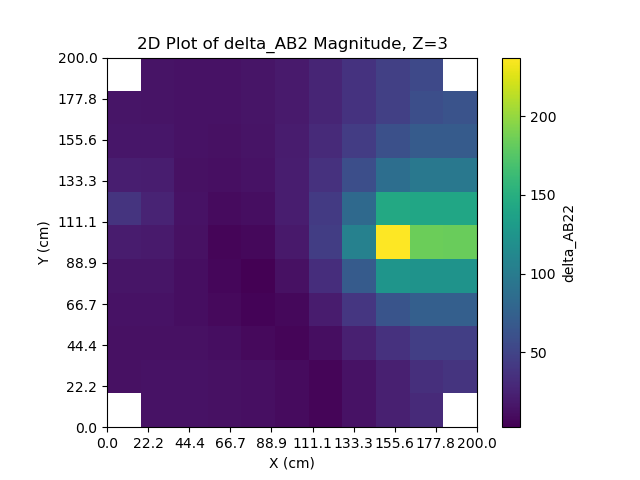 2D Plot of delta_AB2 Magnitude, Z=3
200.0
177.8
155.6
133.3
111.1
88.9
66.7
44.4
22.2
0.0
Y (cm)
0.0 22.2 44.4 66.7 88.9 111.1 133.3 155.6 177.8 200.0
X (cm)
200
150
100
50
delta_AB22